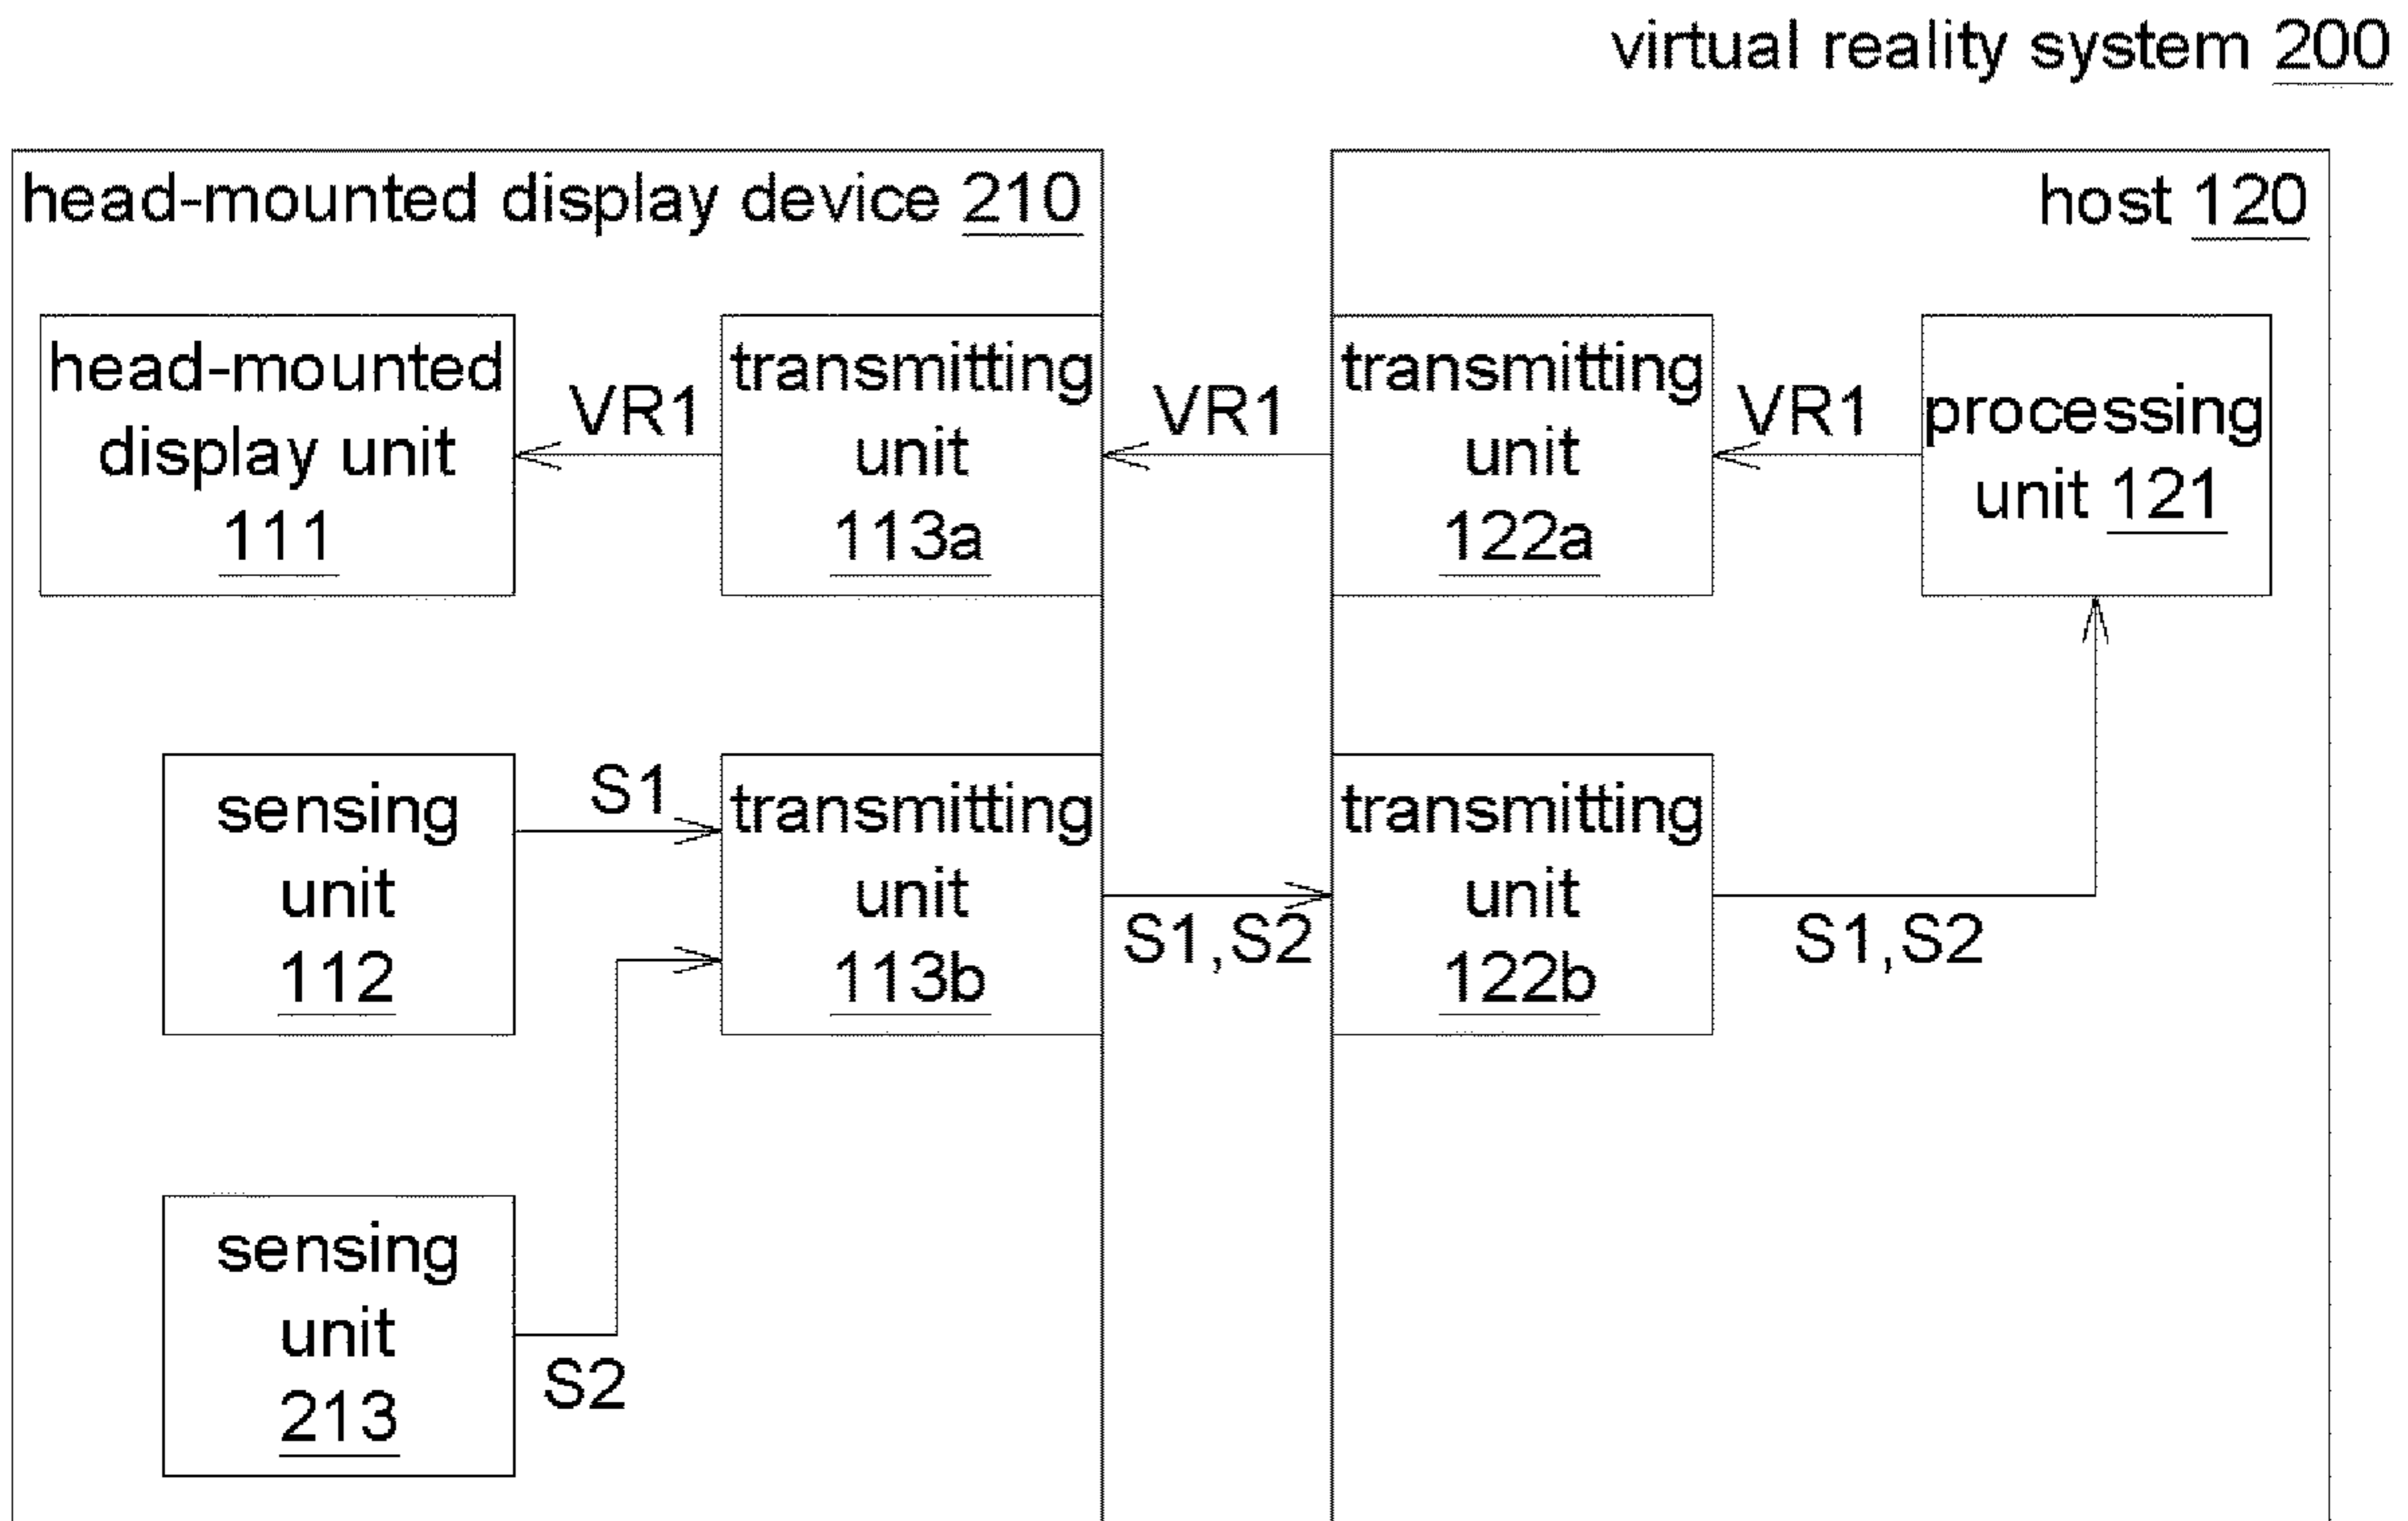 virtual reality system 200
head-mounted display device 210
host 120
head-mounted
display unit
111
VR1
transmitting
unit
113a
VR1
transmitting
unit
122a
VR1
processing
unit 121
sensing
unit
112
S1
transmitting
unit
113b
S1,S2
transmitting
unit
122b
S1,S2
sensing
unit
213
S2